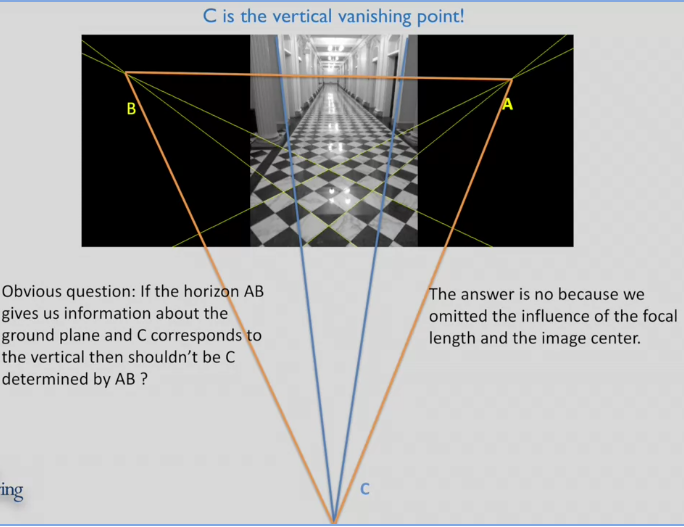 C is the vertical vanishing point!
B
A
Obvious question: If the horizon AB
gives us information about the
ground plane and C corresponds to
the vertical then shouldn't be C
determined by AB ?
The answer is no because we
omitted the influence of the focal
length and the image center.
C
ing